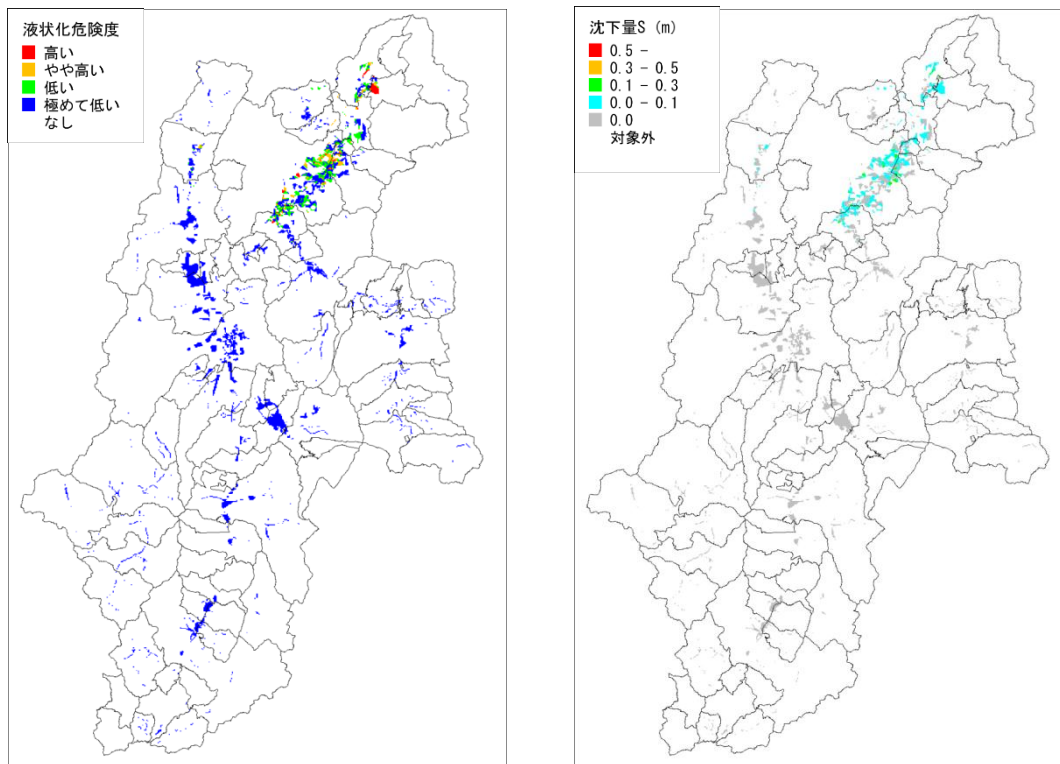 液状化危険度
高い
やや高い
低い
極めて低い
なし
沈下量S (m)
0.5 -
0.3 - 0.5
0.1 - 0.3
0.0 - 0.1
0.0
対象外